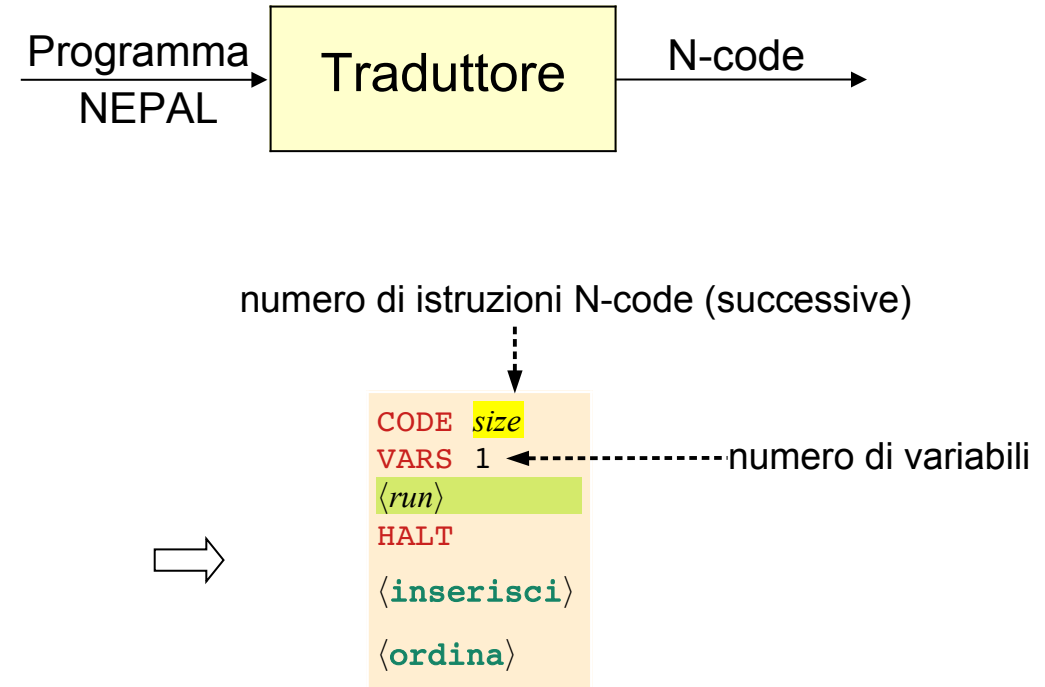 Programma
NEPAL
Traduttore
N-code
numero di istruzioni N-code (successive)
CODE size
VARS 1
numero di variabili
⟨run⟩
HALT
⟨inserisci⟩
⟨ordina⟩